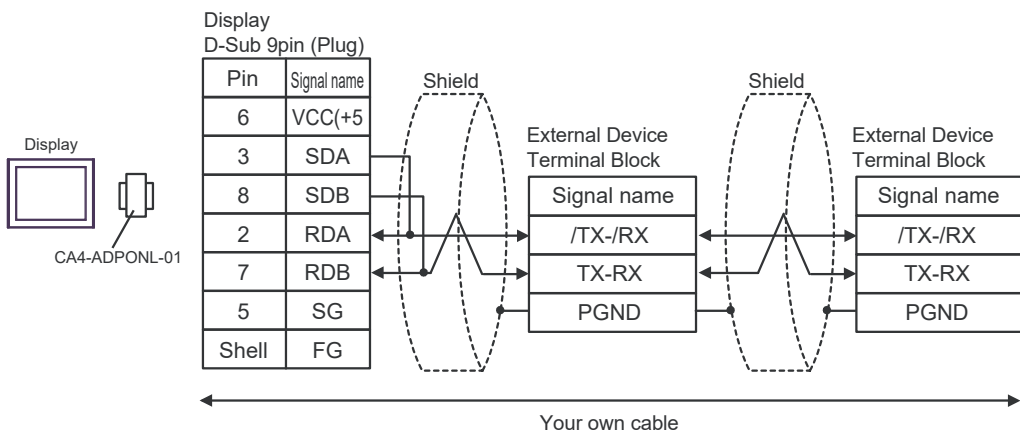 Display
D-Sub 9pin (Plug)
Pin Signal name
6 VCC(+5
3 SDA
8 SDB
2 RDA
7 RDB
5 SG
Shell FG
Display
CA4-ADPONL-01
Shield
External Device
Terminal Block
Signal name
/TX-/RX
TX-RX
PGND
Shield
External Device
Terminal Block
Signal name
/TX-/RX
TX-RX
PGND
Your own cable